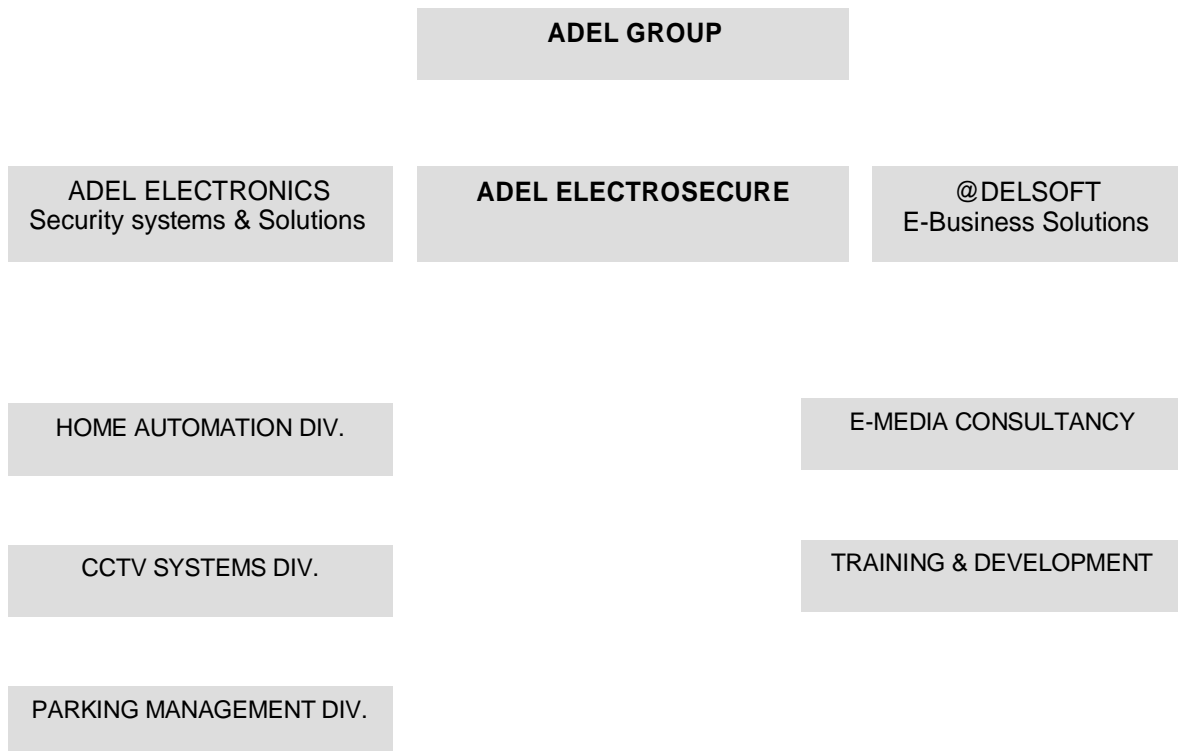 ADEL GROUP
ADEL ELECTRONICS
Security systems & Solutions
ADEL ELECTROSECURE
@DELSOFT
E-Business Solutions
HOME AUTOMATION DIV.
E-MEDIA CONSULTANCY
CCTV SYSTEMS DIV.
TRAINING & DEVELOPMENT
PARKING MANAGEMENT DIV.